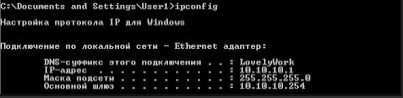 C:\Documents and Settings\User1>ipconfig
Настройка протокола IP для Windows
Подключение по локальной сети - Ethernet адаптер:
DNS-суффикс этого подключения . . : LovelyWork
IP-адрес . . . . . . . . . . . . : 10.10.10.1
Маска подсети . . . . . . . . . . : 255.255.255.0
Основной шлюз . . . . . . . . . . : 10.10.10.254